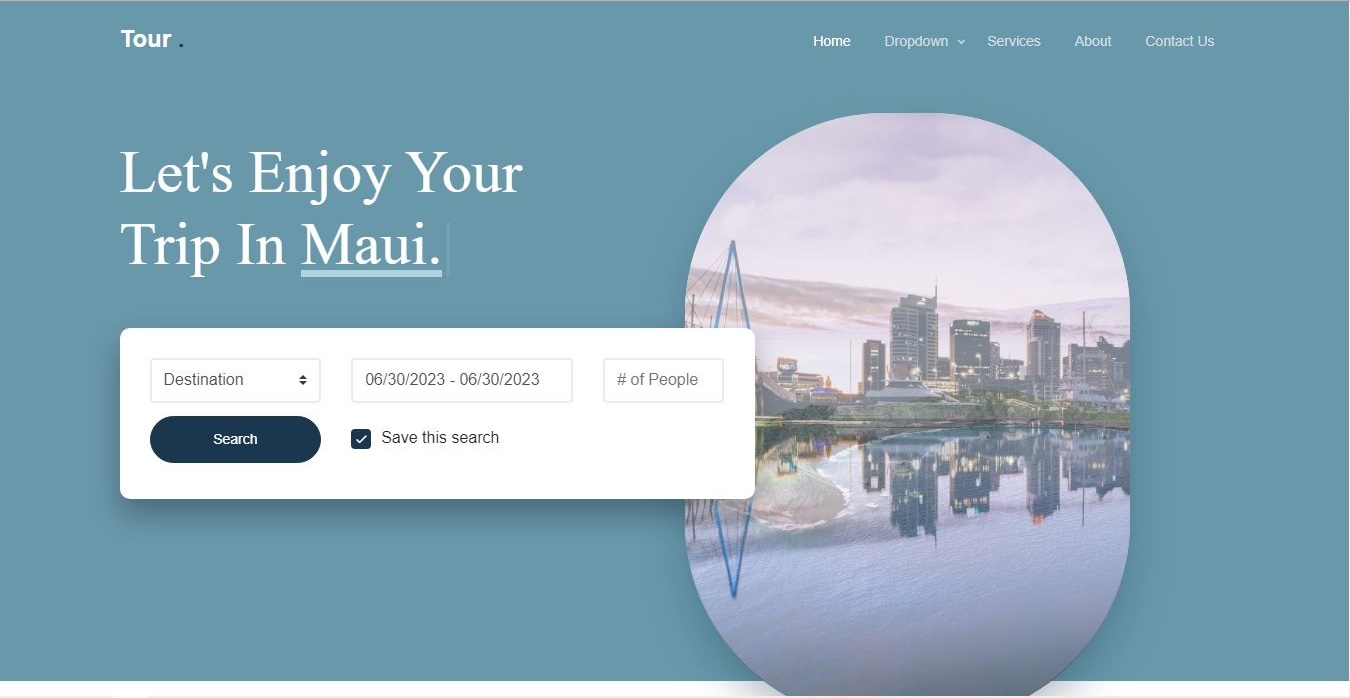 Tour .
Home Dropdown Services About Contact Us
Let's Enjoy Your
Trip In Maui.
Destination 06/30/2023 - 06/30/2023 # of People
Search Save this search